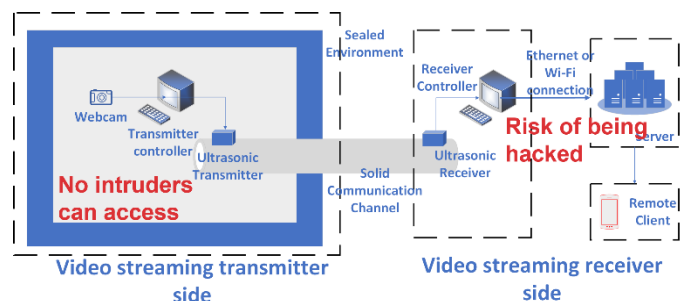 Sealed
Environment
Webcam
Transmitter
controller
Ultrasonic
Transmitter
No intruders
can access
Solid
Communication
Channel
Receiver
Controller
Ultrasonic
Receiver
Ethernet or
Wi-Fi
connection
Risk of being
hacked
Server
Remote
Client
Video streaming transmitter
side
Video streaming receiver
side